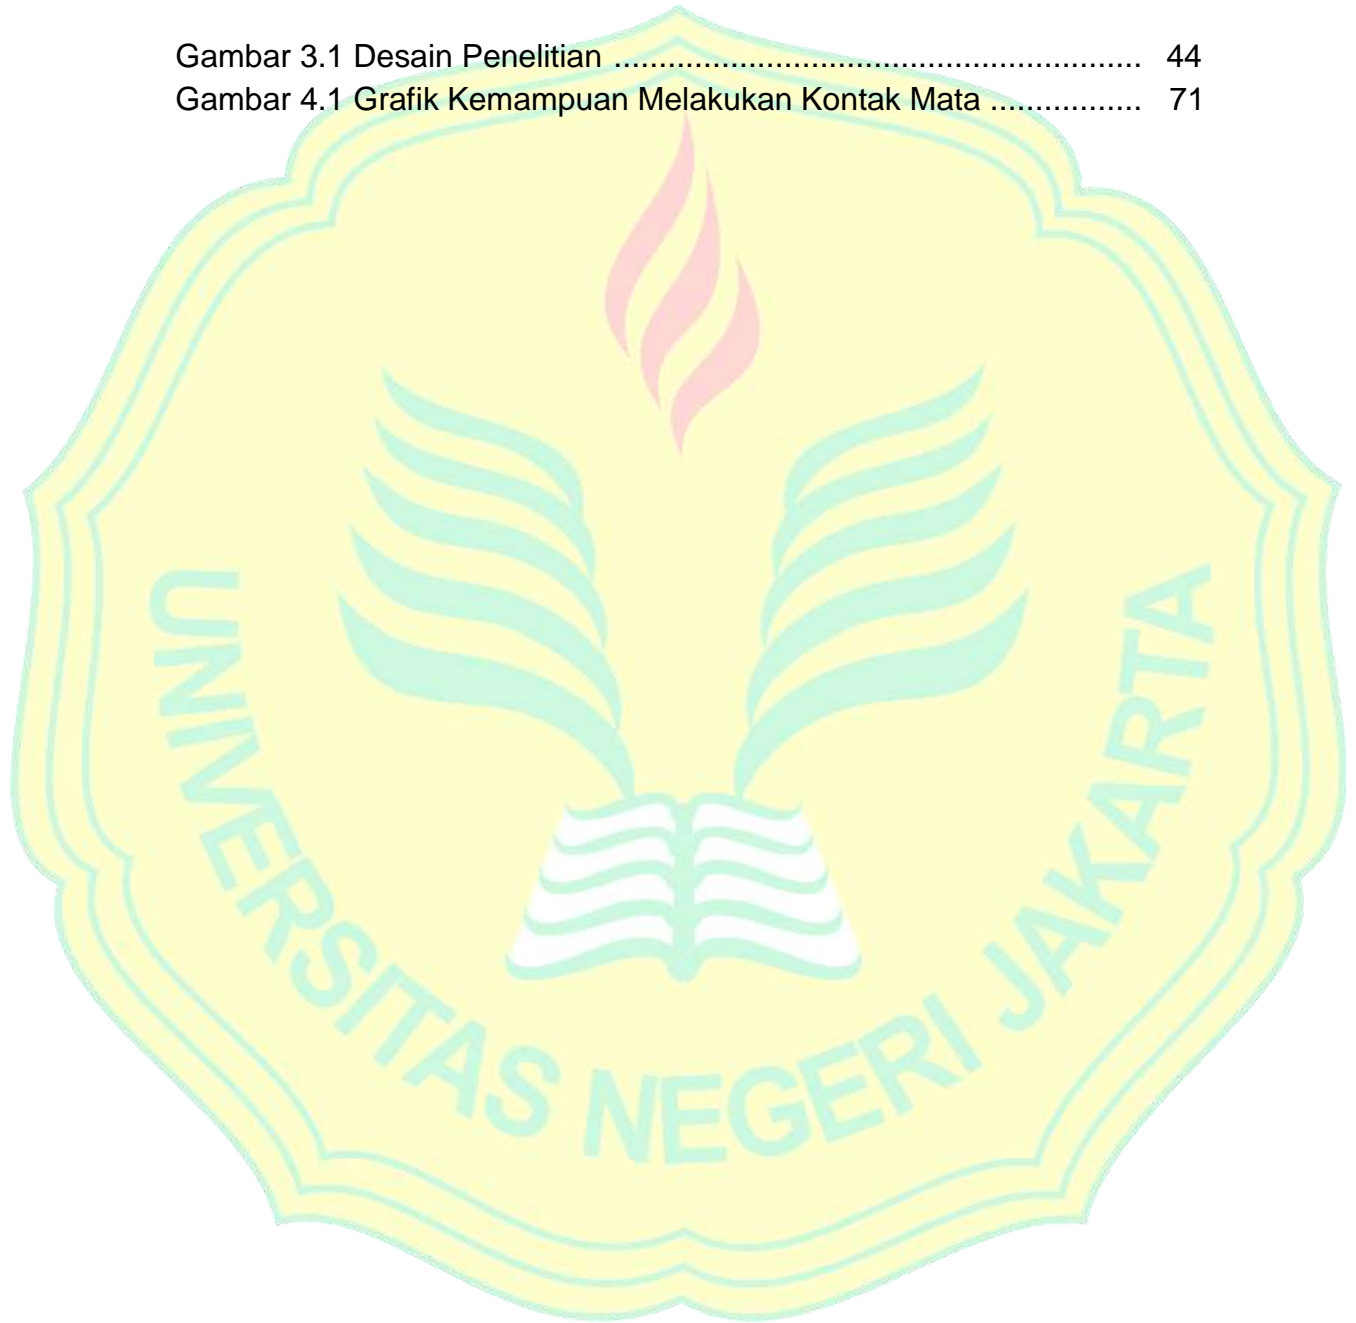 Gambar 3.1 Desain Penelitian ........................................................... 44
Gambar 4.1 Grafik Kemampuan Melakukan Kontak Mata ................. 71
UNIVERSITAS NEGERI JAKARTA